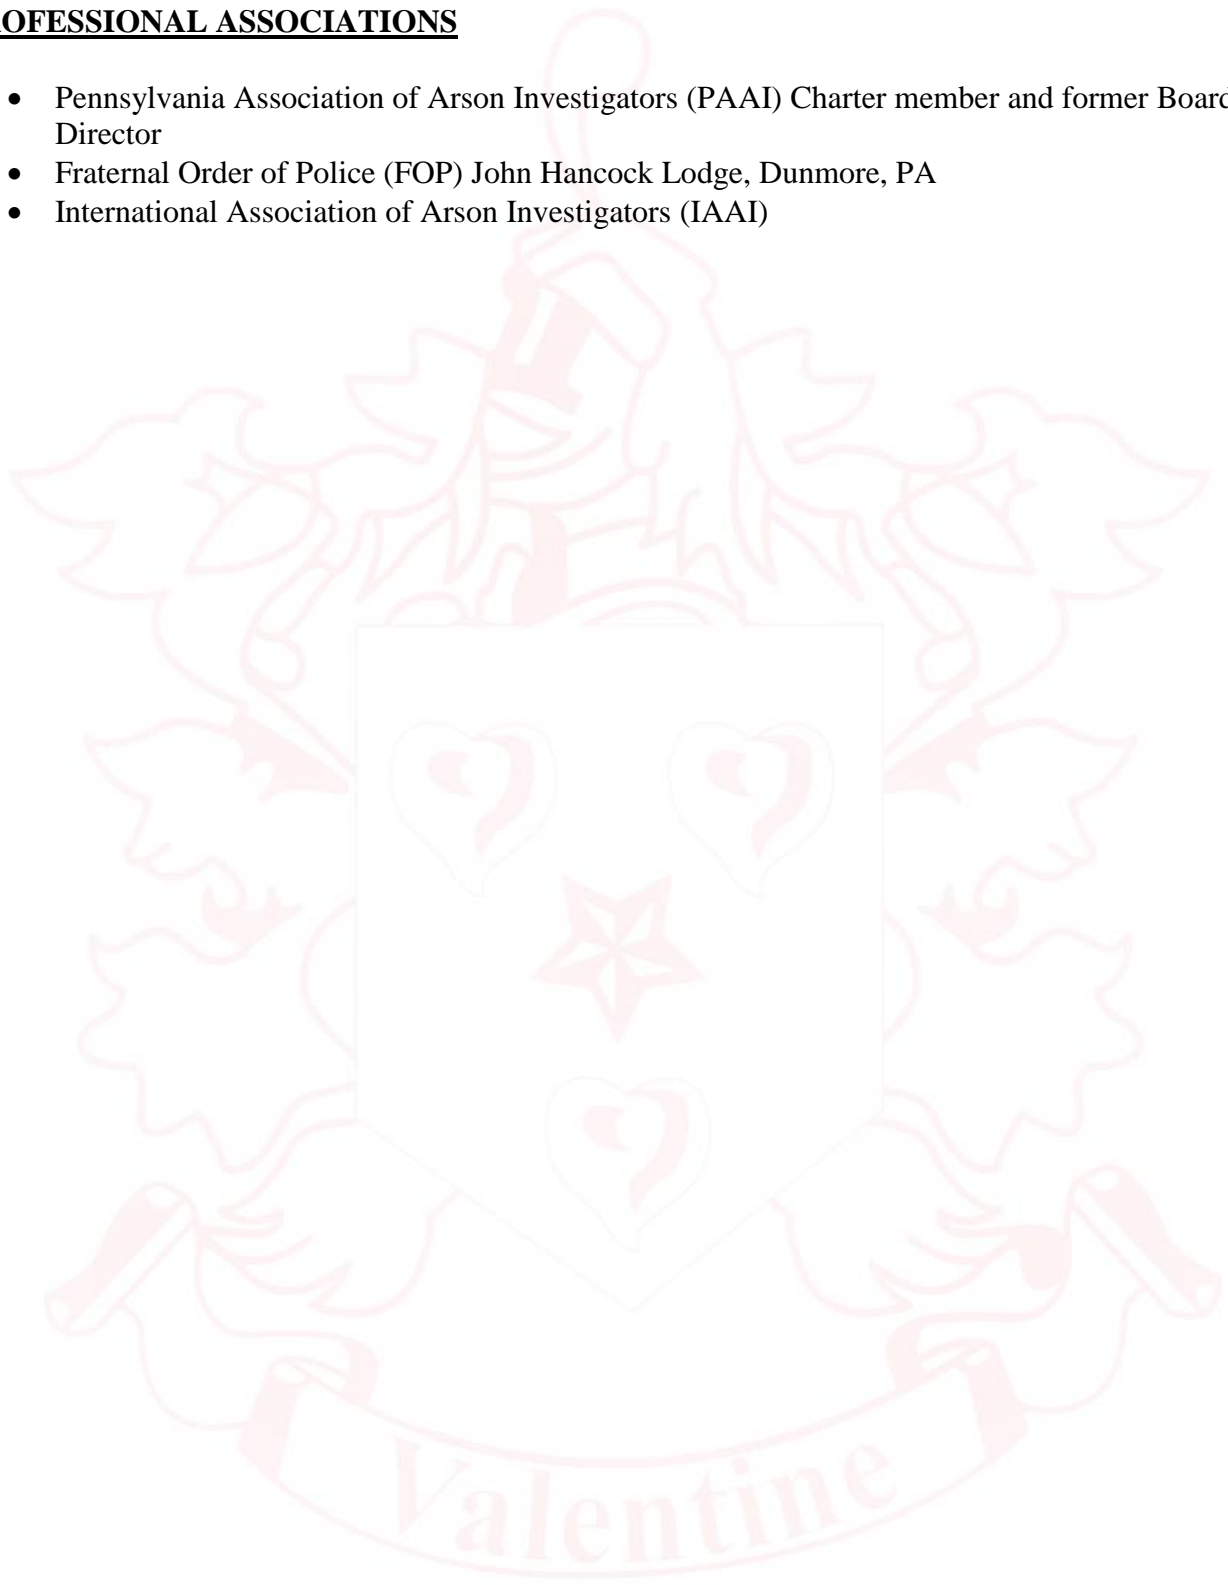 OFESSIONAL ASSOCIATIONS
• Pennsylvania Association of Arson Investigators (PAAI) Charter member and former Board
Director
• Fraternal Order of Police (FOP) John Hancock Lodge, Dunmore, PA
• International Association of Arson Investigators (IAAI)
Valentine